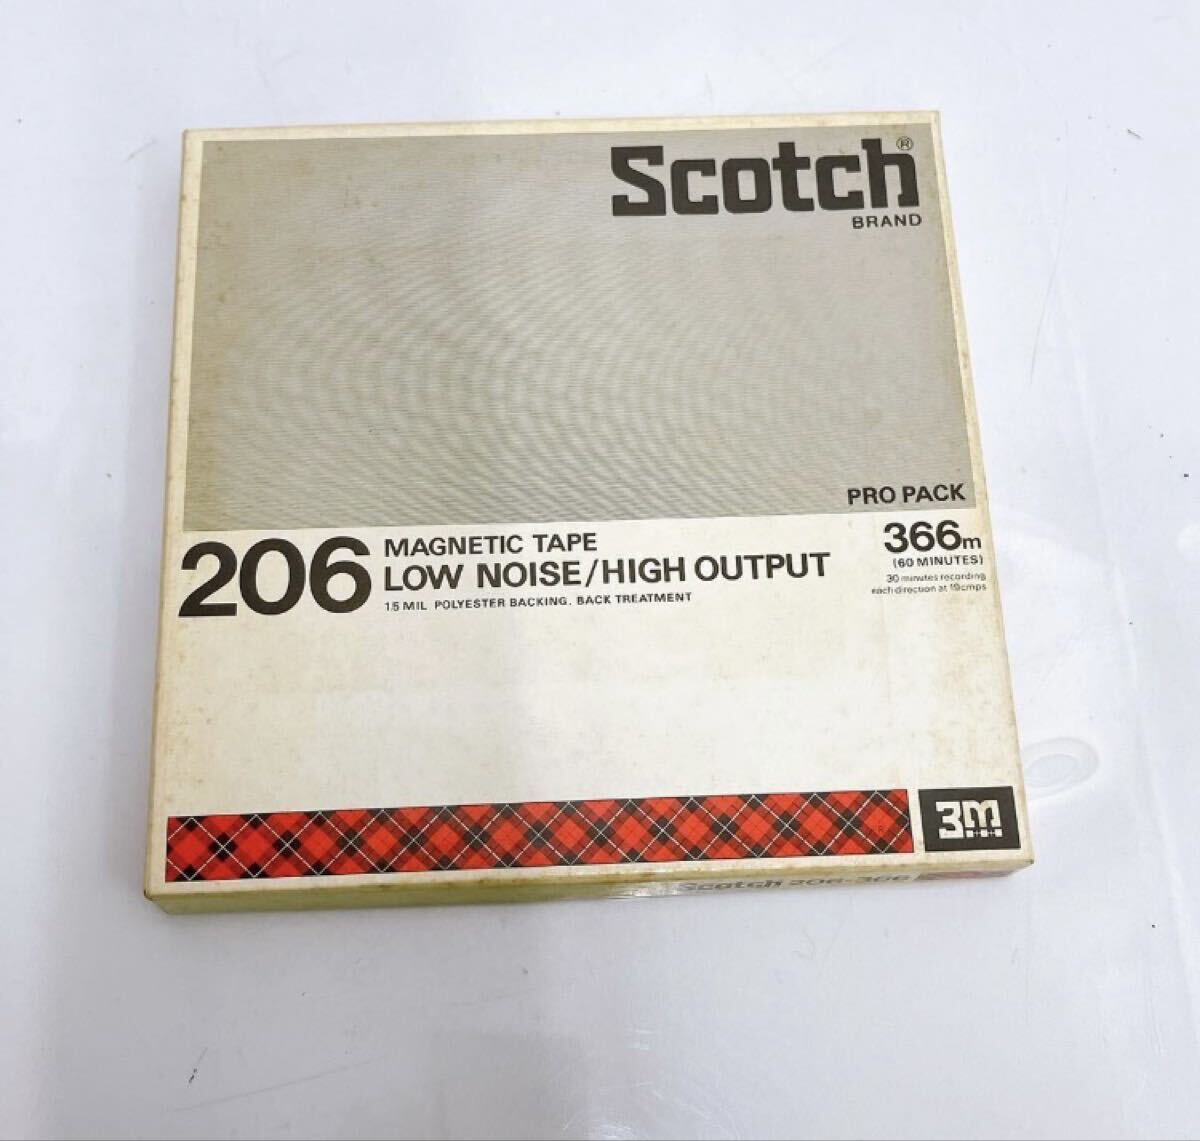 Scotch®
BRAND
PRO PACK
206
MAGNETIC TAPE
LOW NOISE/HIGH OUTPUT
1.5 MIL POLYESTER BACKING. BACK TREATMENT
366m
(60 MINUTES)
30 minutes recording
each direction at 19cmps
3m
Scotch 206-366